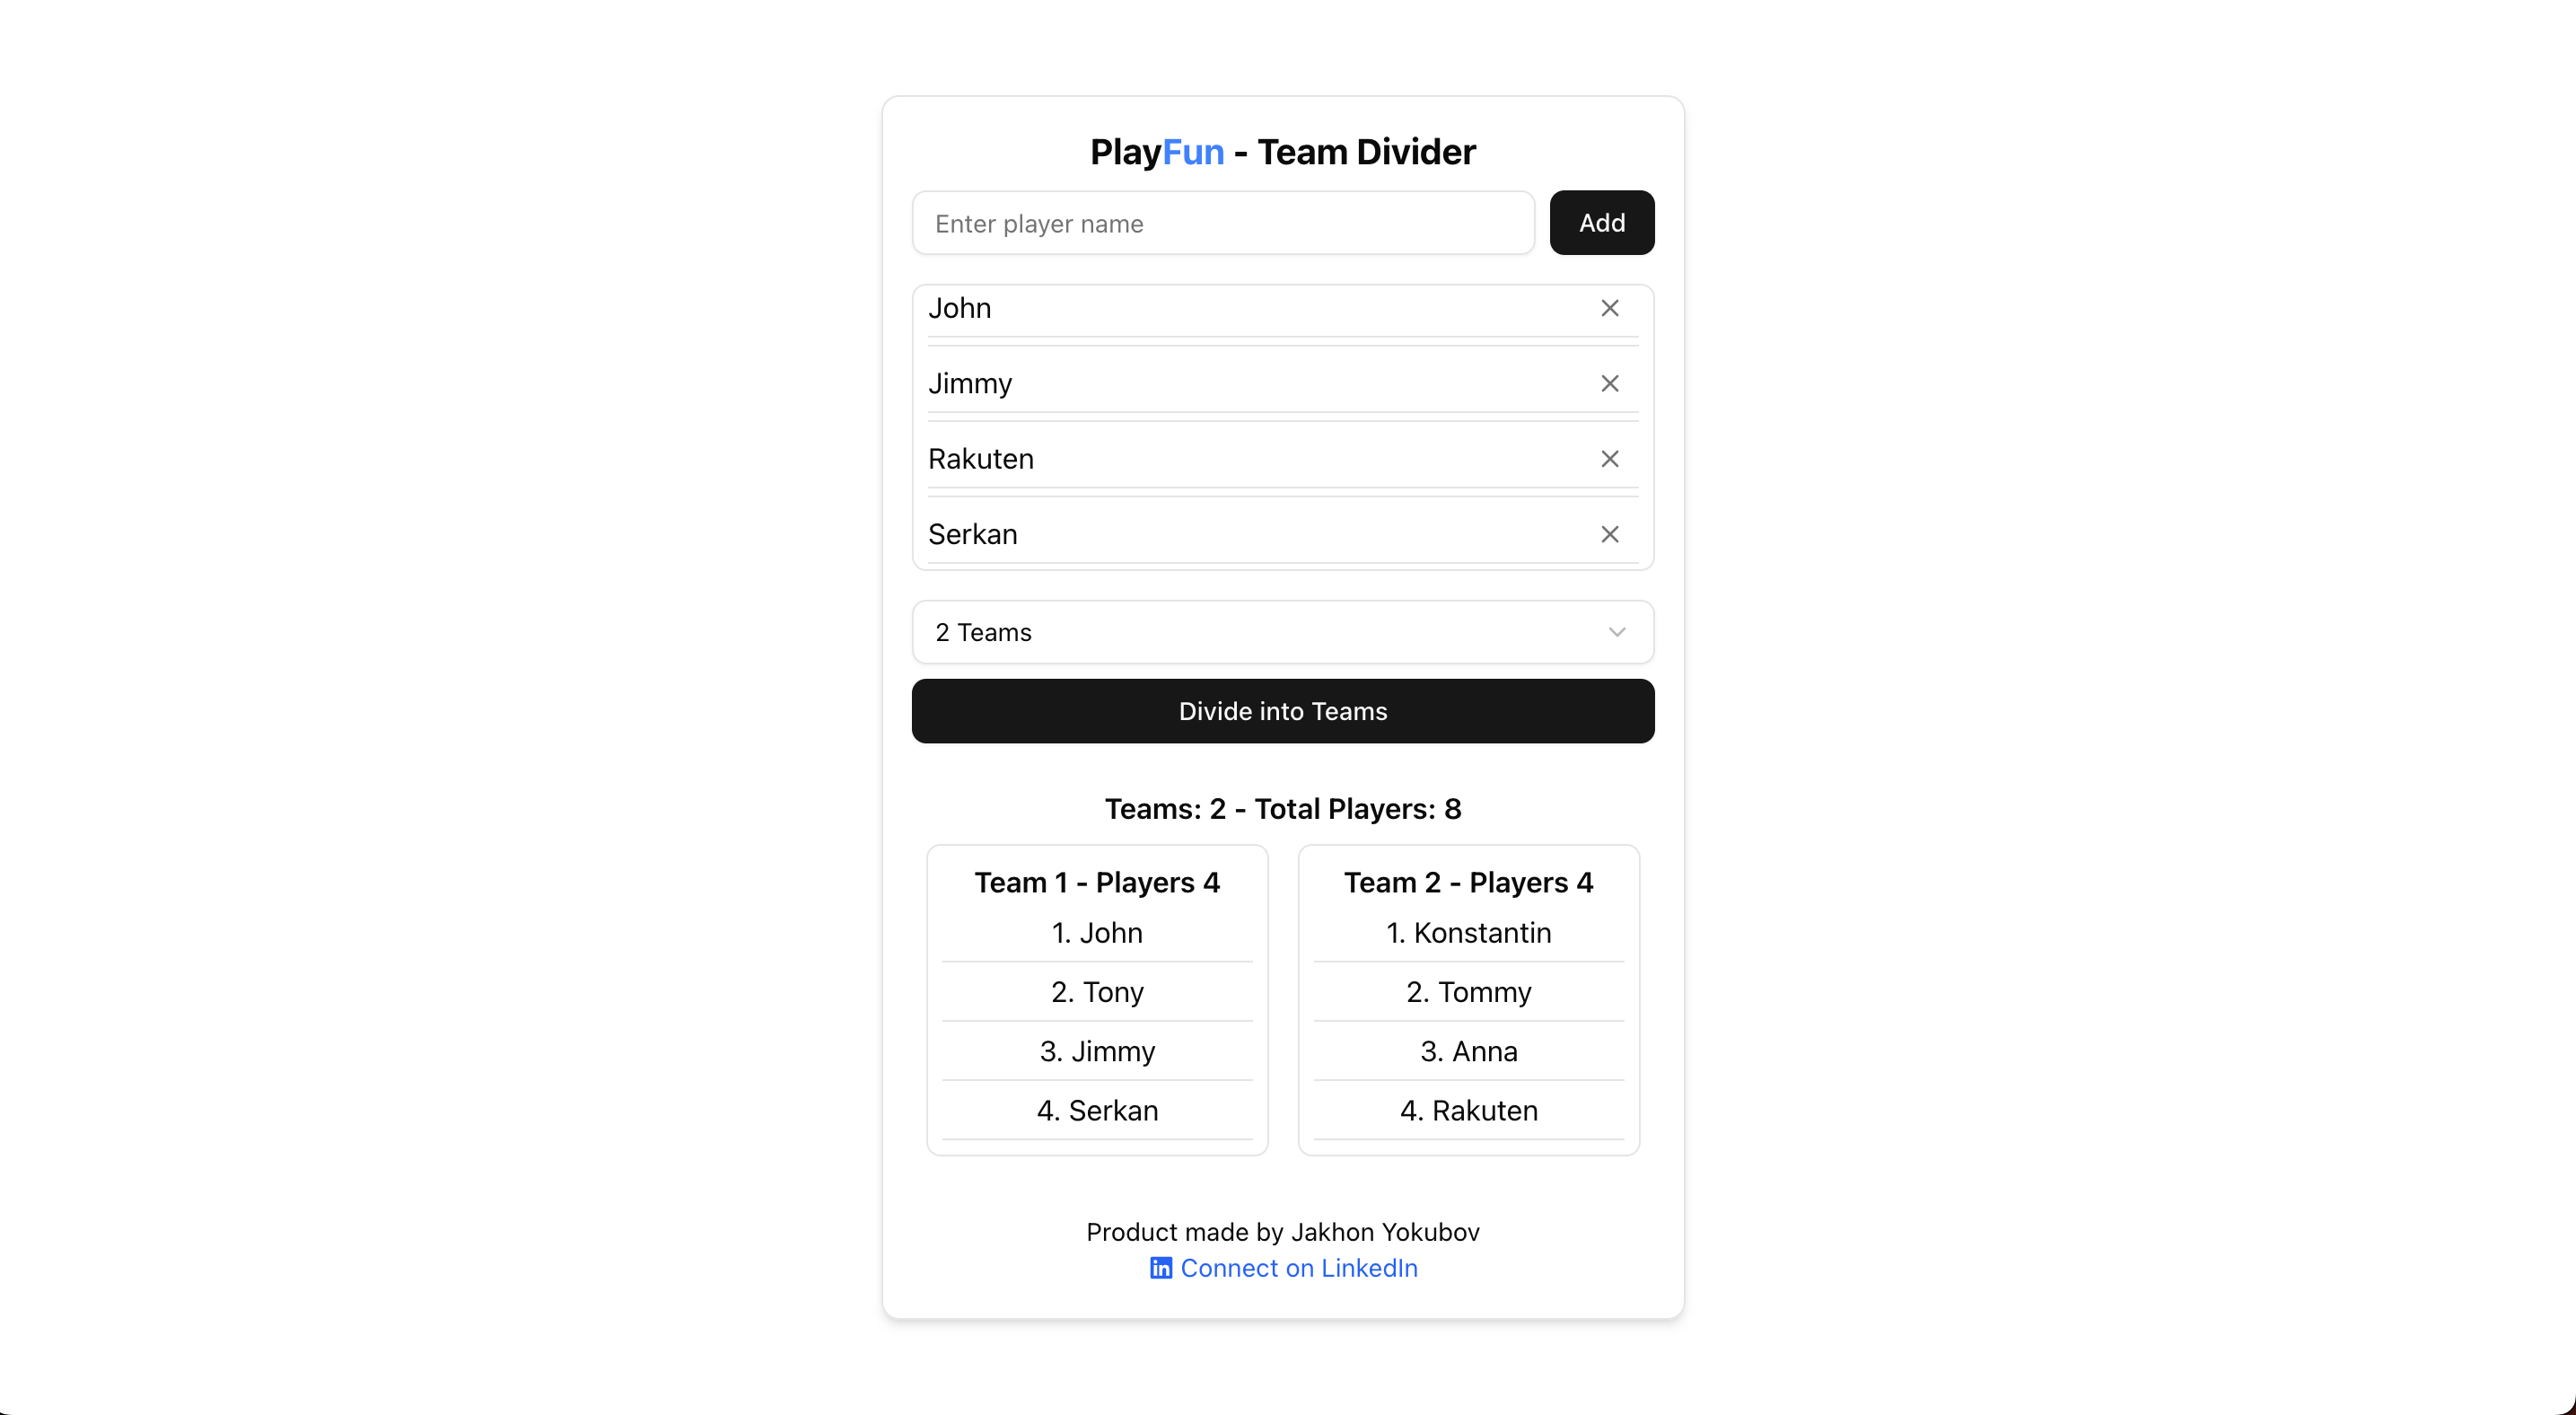 PlayFun - Team Divider
Enter player name
Add
John
Jimmy
Rakuten
Serkan
2 Teams
Divide into Teams
Teams: 2 - Total Players: 8
Team 1 - Players 4
1. John
2. Tony
3. Jimmy
4. Serkan
Team 2 - Players 4
1. Konstantin
2. Tommy
3. Anna
4. Rakuten
Product made by Jakhon Yokubov
in Connect on LinkedIn